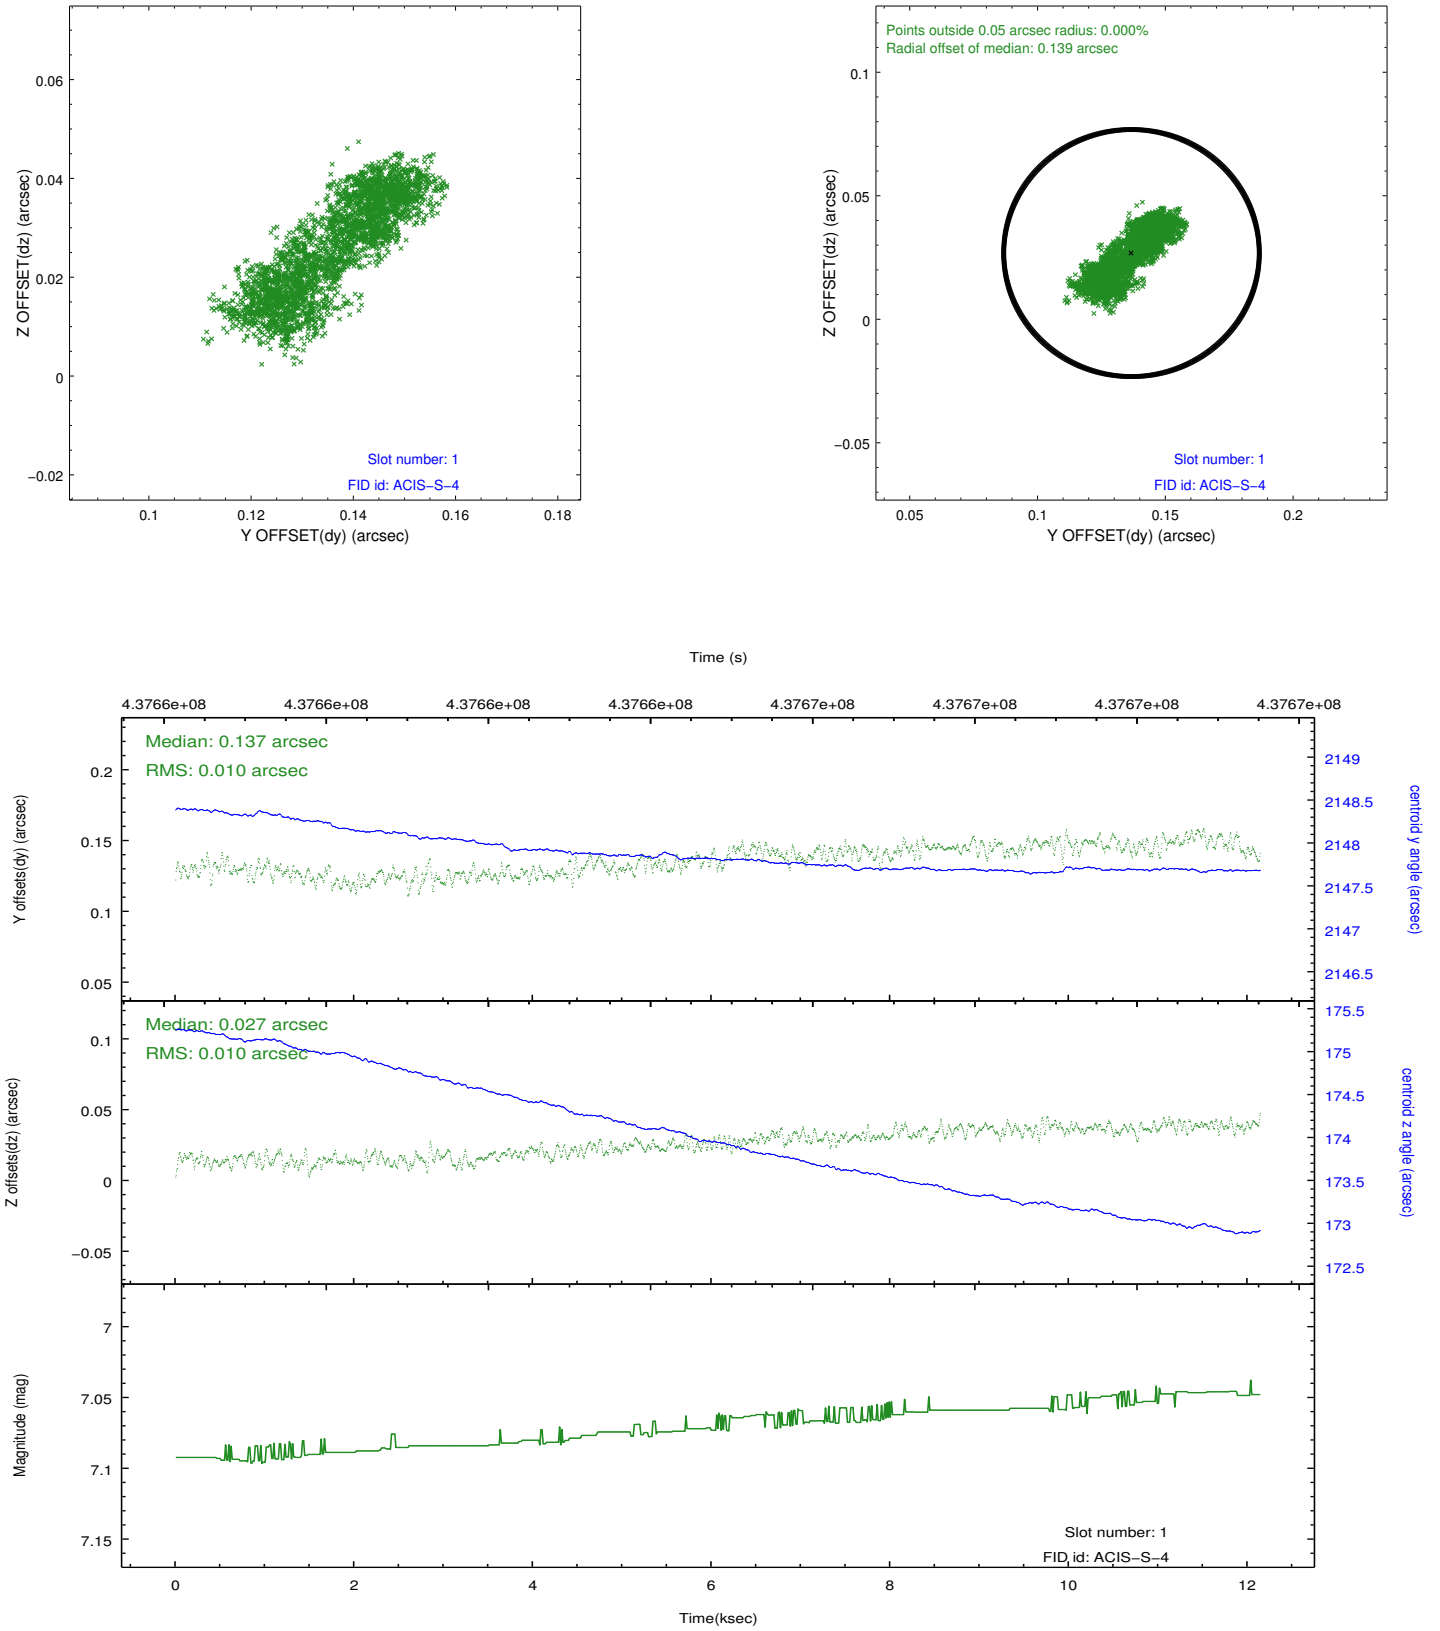 0.06
0.04
0.02
0
−0.02
Z OFFSET(dz) (arcsec)
Slot number: 1
FID id: ACIS−S−4
0.1 0.12 0.14 0.16 0.18
Y OFFSET(dy) (arcsec)
Points outside 0.05 arcsec radius: 0.000%
Radial offset of median: 0.139 arcsec
0.1
0.05
0
−0.05
Z OFFSET(dz) (arcsec)
Slot number: 1
FID id: ACIS−S−4
0.05 0.1 0.15 0.2
Y OFFSET(dy) (arcsec)
Time (s)
4.3766e+08 4.3766e+08 4.3766e+08 4.3766e+08 4.3767e+08 4.3767e+08 4.3767e+08 4.3767e+08
Median: 0.137 arcsec
RMS: 0.010 arcsec
0.2
0.15
0.1
0.05
Y offsets(dy) (arcsec)
2149
2148.5
2148
2147.5
2147
2146.5
centroid y angle (arcsec)
Median: 0.027 arcsec
RMS: 0.010 arcsec
0.1
0.05
0
−0.05
Z offsets(dz) (arcsec)
175.5
175
174.5
174
173.5
173
172.5
centroid z angle (arcsec)
7
7.05
7.1
7.15
Magnitude (mag)
Slot number: 1
FID id: ACIS−S−4
0 2 4 6 8 10 12
Time(ksec)